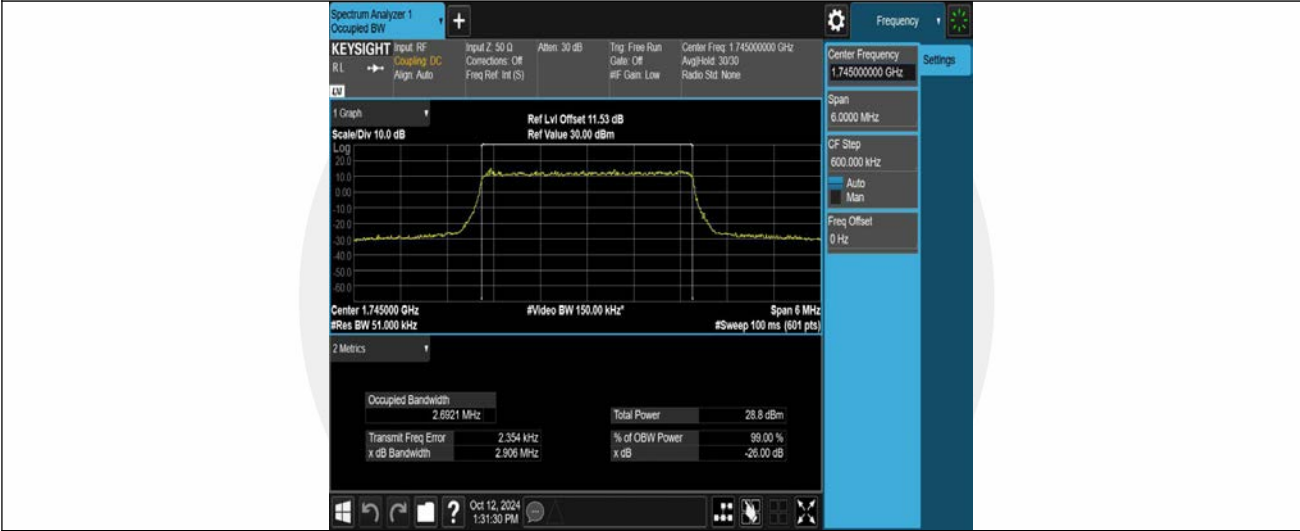 Spectrum Analyzer 1
Occupied BW
+
Frequency
KEYSIGHT
RL
Input: RF
Coupling: DC
Align: Auto
Input Z: 50 Ω
Corrections: Off
Freq Ref: Int (S)
Atten: 30 dB
Trig: Free Run
Gate: Off
#IF Gain: Low
Center Freq: 1.745000000 GHz
Avg|Hold: 30/30
Radio Std: None
1 Graph
Scale/Div 10.0 dB
Ref Lvl Offset 11.53 dB
Ref Value 30.00 dBm
Log
20.0
10.0
0.00
-10.0
-20.0
-30.0
-40.0
-50.0
-60.0
Center 1.745000 GHz
#Res BW 51.000 kHz
#Video BW 150.00 kHz*
Span 6 MHz
#Sweep 100 ms (601 pts)
2 Metrics
Occupied Bandwidth
2.6921 MHz
Transmit Freq Error 2.354 kHz
x dB Bandwidth 2.906 MHz
Total Power 28.8 dBm
% of OBW Power 99.00 %
x dB -26.00 dB
Oct 12, 2024
1:31:30 PM
?
Center Frequency
1.745000000 GHz
Settings
Span
6.0000 MHz
CF Step
600.000 kHz
Auto
Man
Freq Offset
0 Hz